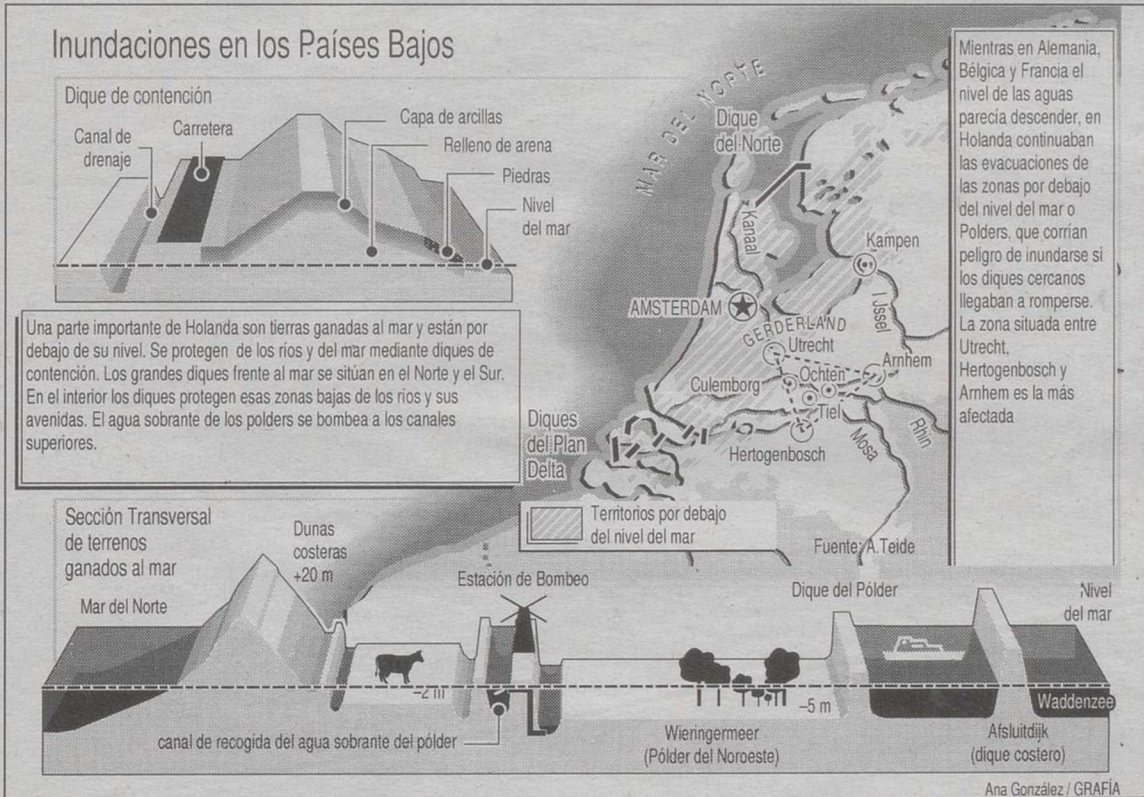 Inundaciones en los Países Bajos
Dique de contención
Canal de
drenaje
Carretera
Capa de arcillas
Relleno de arena
Piedras
Nivel
del mar
Una parte importante de Holanda son tierras ganadas al mar y están por
debajo de su nivel. Se protegen de los ríos y del mar mediante diques de
contención. Los grandes diques frente al mar se sitúan en el Norte y el Sur.
En el interior los diques protegen esas zonas bajas de los ríos y sus
avenidas. El agua sobrante de los polders se bombea a los canales
superiores.
MAR DEL NORTE
Dique
del Norte
Kanaal
Kampen
AMSTERDAM
IJssel
GERDERLAND
Utrecht
Arnhem
Culemborg
Ochten
Tiel
Diques
del Plan
Delta
Hertogenbosch
Mosa
Rhin
Territorios por debajo
del nivel del mar
Fuente: A.Teide
Mientras en Alemania,
Bélgica y Francia el
nivel de las aguas
parecía descender, en
Holanda continuaban
las evacuaciones de
las zonas por debajo
del nivel del mar o
Polders, que corrían
peligro de inundarse si
los diques cercanos
llegaban a romperse.
La zona situada entre
Utrecht,
Hertogenbosch y
Arnhem es la más
afectada
Sección Transversal
de terrenos
ganados al mar
Mar del Norte
Dunas
costeras
+20 m
Estación de Bombeo
Dique del Pólder
Nivel
del mar
–2 m
–5 m
Waddenzee
canal de recogida del agua sobrante del pólder
Wieringermeer
(Pólder del Noroeste)
Afsluitdijk
(dique costero)
Ana González / GRAFÍA